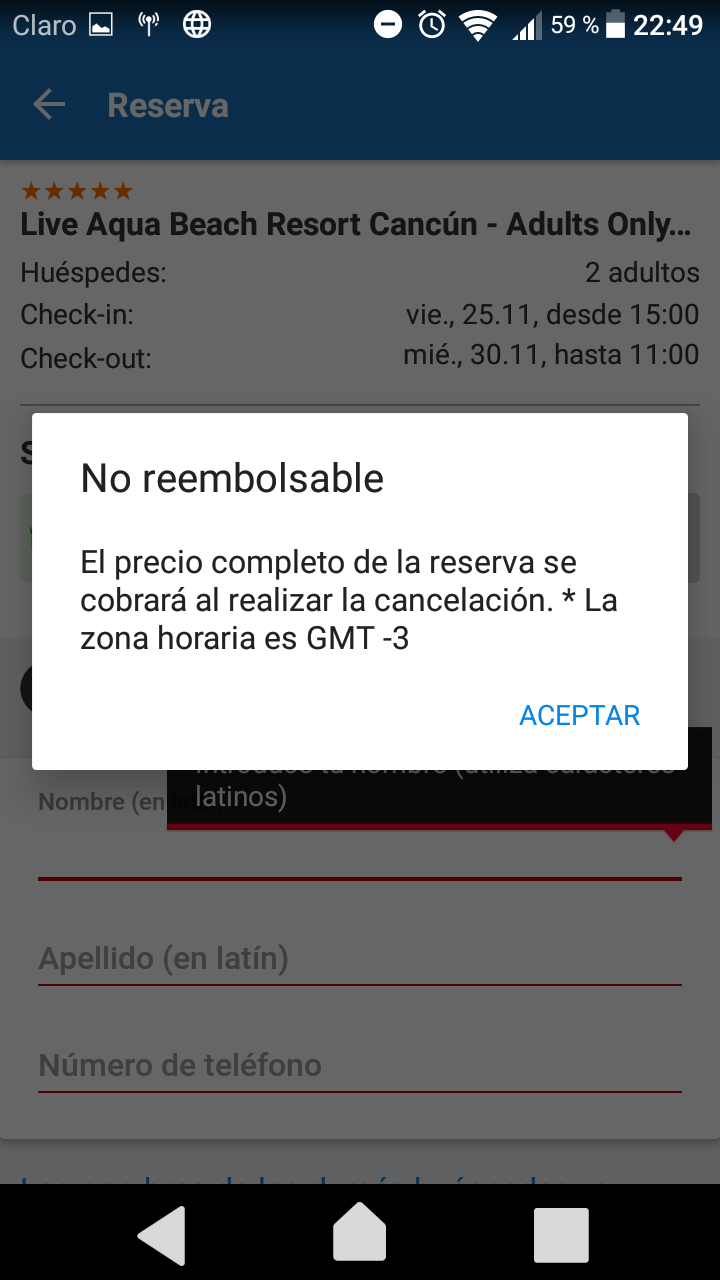 Claro 59 % 22:49
Reserva
Live Aqua Beach Resort Cancún - Adults Only...
Huéspedes: 2 adultos
Check-in: vie., 25.11, desde 15:00
Check-out: mié., 30.11, hasta 11:00
No reembolsable
El precio completo de la reserva se
cobrará al realizar la cancelación. * La
zona horaria es GMT -3
ACEPTAR
latinos)
Nombre (en
Apellido (en latín)
Número de teléfono